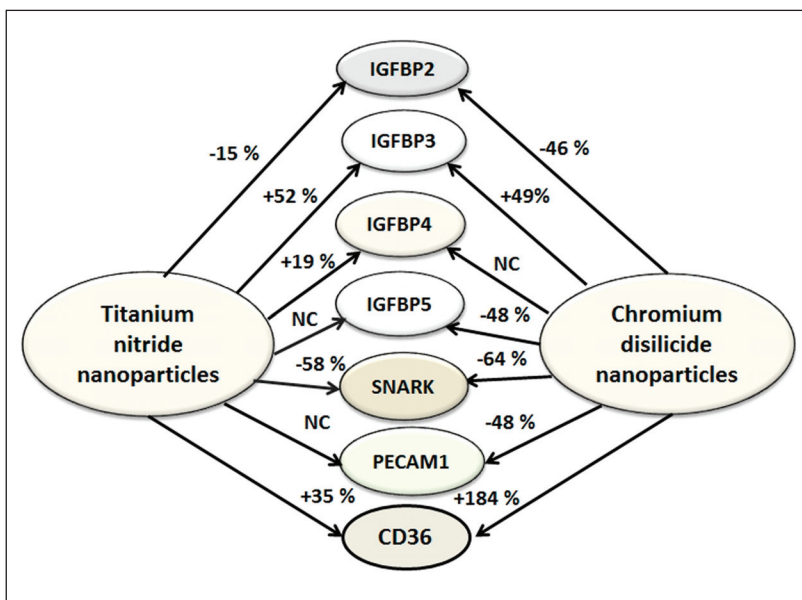 IGFBP2
-15 %
-46 %
IGFBP3
+52 %
+49%
IGFBP4
+19 %
NC
Titanium
nitride
nanoparticles
IGFBP5
NC
-48 %
Chromium
disilicide
nanoparticles
-58 %
-64 %
SNARK
NC
-48 %
PECAM1
+35 %
+184 %
CD36